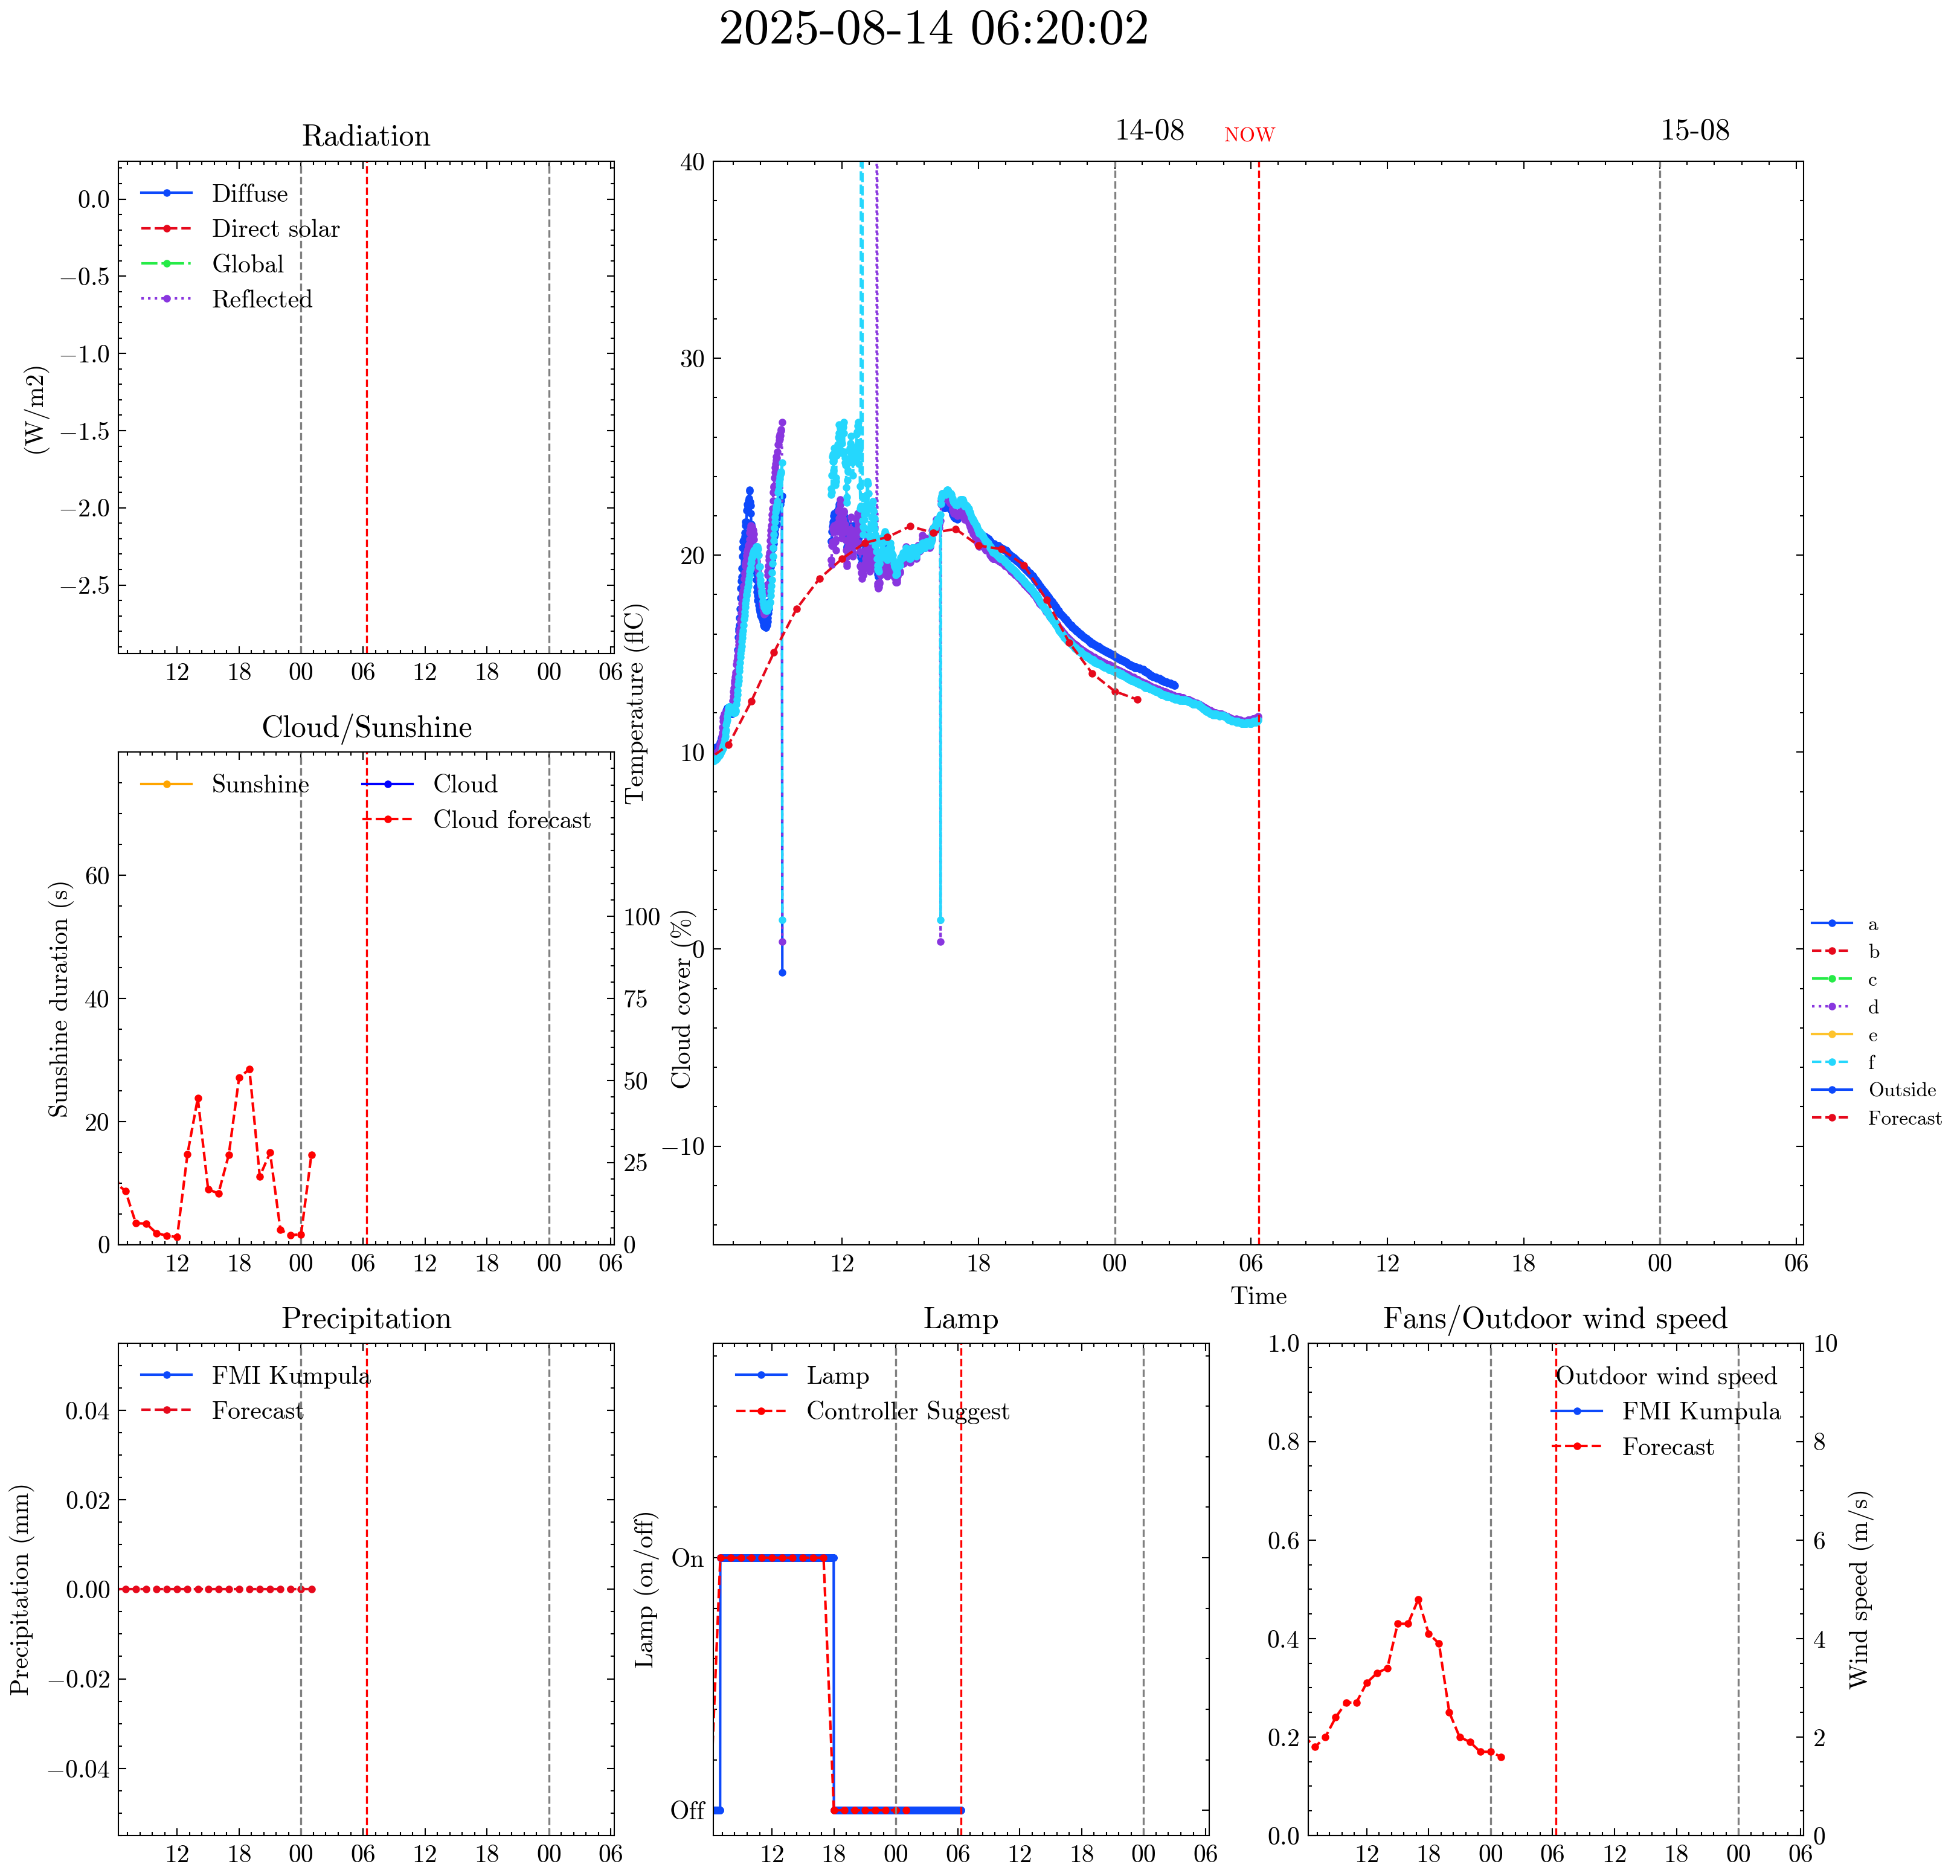 2025-08-14 06:20:02
Radiation
Diffuse
Direct solar
Global
Reflected
0.0
−0.5
−1.0
−1.5
−2.0
−2.5
(W/m2)
12 18 00 06 12 18 00 06
14-08
NOW
15-08
40
30
20
10
0
−10
Temperature (flC)
12 18 00 06 12 18 00 06
Time
a
b
c
d
e
f
Outside
Forecast
Cloud/Sunshine
Sunshine
Cloud
Cloud forecast
60
40
20
0
Sunshine duration (s)
100
75
50
25
0
Cloud cover (%)
12 18 00 06 12 18 00 06
Precipitation
FMI Kumpula
Forecast
0.04
0.02
0.00
−0.02
−0.04
Precipitation (mm)
12 18 00 06 12 18 00 06
Lamp
Lamp
Controller Suggest
On
Off
Lamp (on/off)
12 18 00 06 12 18 00 06
Fans/Outdoor wind speed
Outdoor wind speed
FMI Kumpula
Forecast
1.0
0.8
0.6
0.4
0.2
0.0
10
8
6
4
2
0
Wind speed (m/s)
12 18 00 06 12 18 00 06